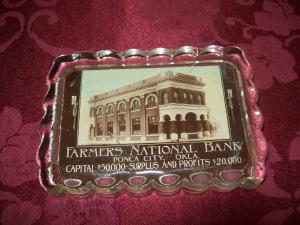 FARMERS NATIONAL BANK
PONCA CITY, OKLA
CAPITAL $50,000 SURPLUS AND PROFITS $20,000